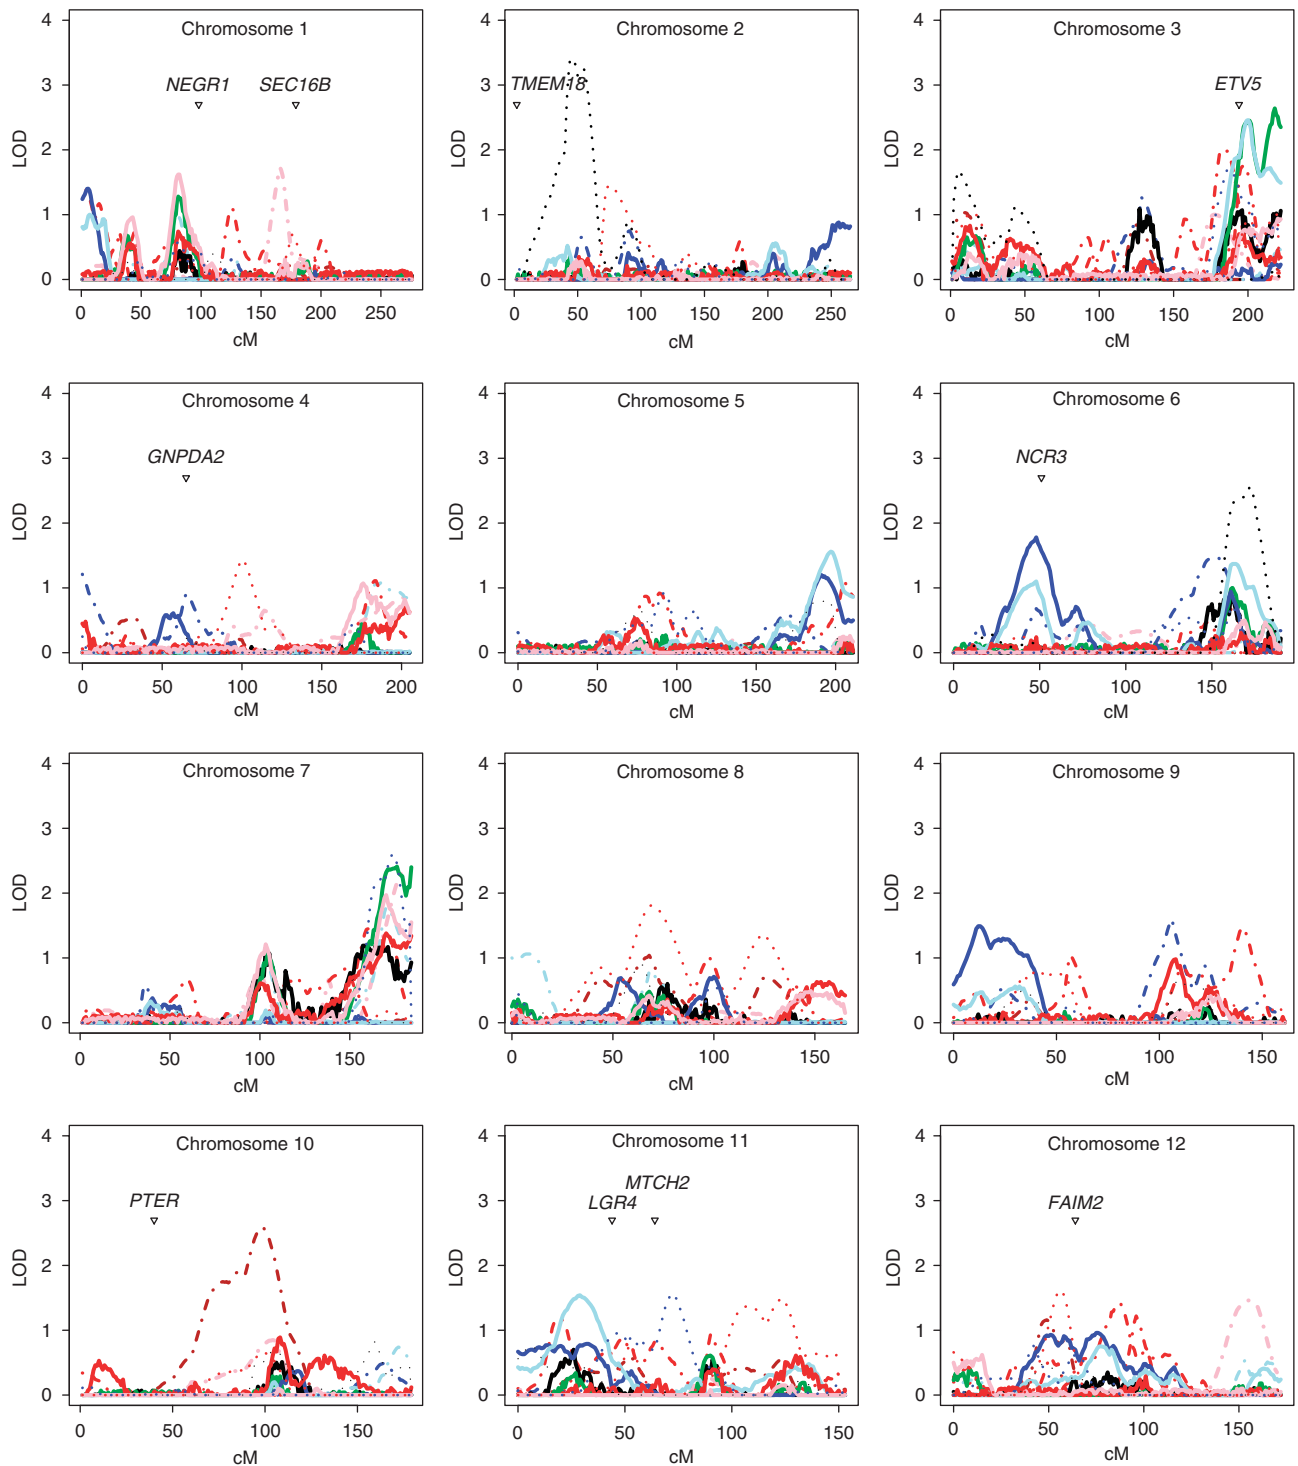 Chromosome 1
NEGR1 SEC16B
4
3
2
1
0
LOD
0 50 100 150 200 250
cM
Chromosome 2
TMEM18
4
3
2
1
0
LOD
0 50 100 150 200 250
cM
Chromosome 3
ETV5
4
3
2
1
0
LOD
0 50 100 150 200
cM
Chromosome 4
GNPDA2
4
3
2
1
0
LOD
0 50 100 150 200
cM
Chromosome 5
4
3
2
1
0
LOD
0 50 100 150 200
cM
Chromosome 6
NCR3
4
3
2
1
0
LOD
0 50 100 150
cM
Chromosome 7
4
3
2
1
0
LOD
0 50 100 150
cM
Chromosome 8
4
3
2
1
0
LOD
0 50 100 150
cM
Chromosome 9
4
3
2
1
0
LOD
0 50 100 150
cM
Chromosome 10
PTER
4
3
2
1
0
LOD
0 50 100 150
cM
Chromosome 11
MTCH2
LGR4
4
3
2
1
0
LOD
0 50 100 150
cM
Chromosome 12
FAIM2
4
3
2
1
0
LOD
0 50 100 150
cM